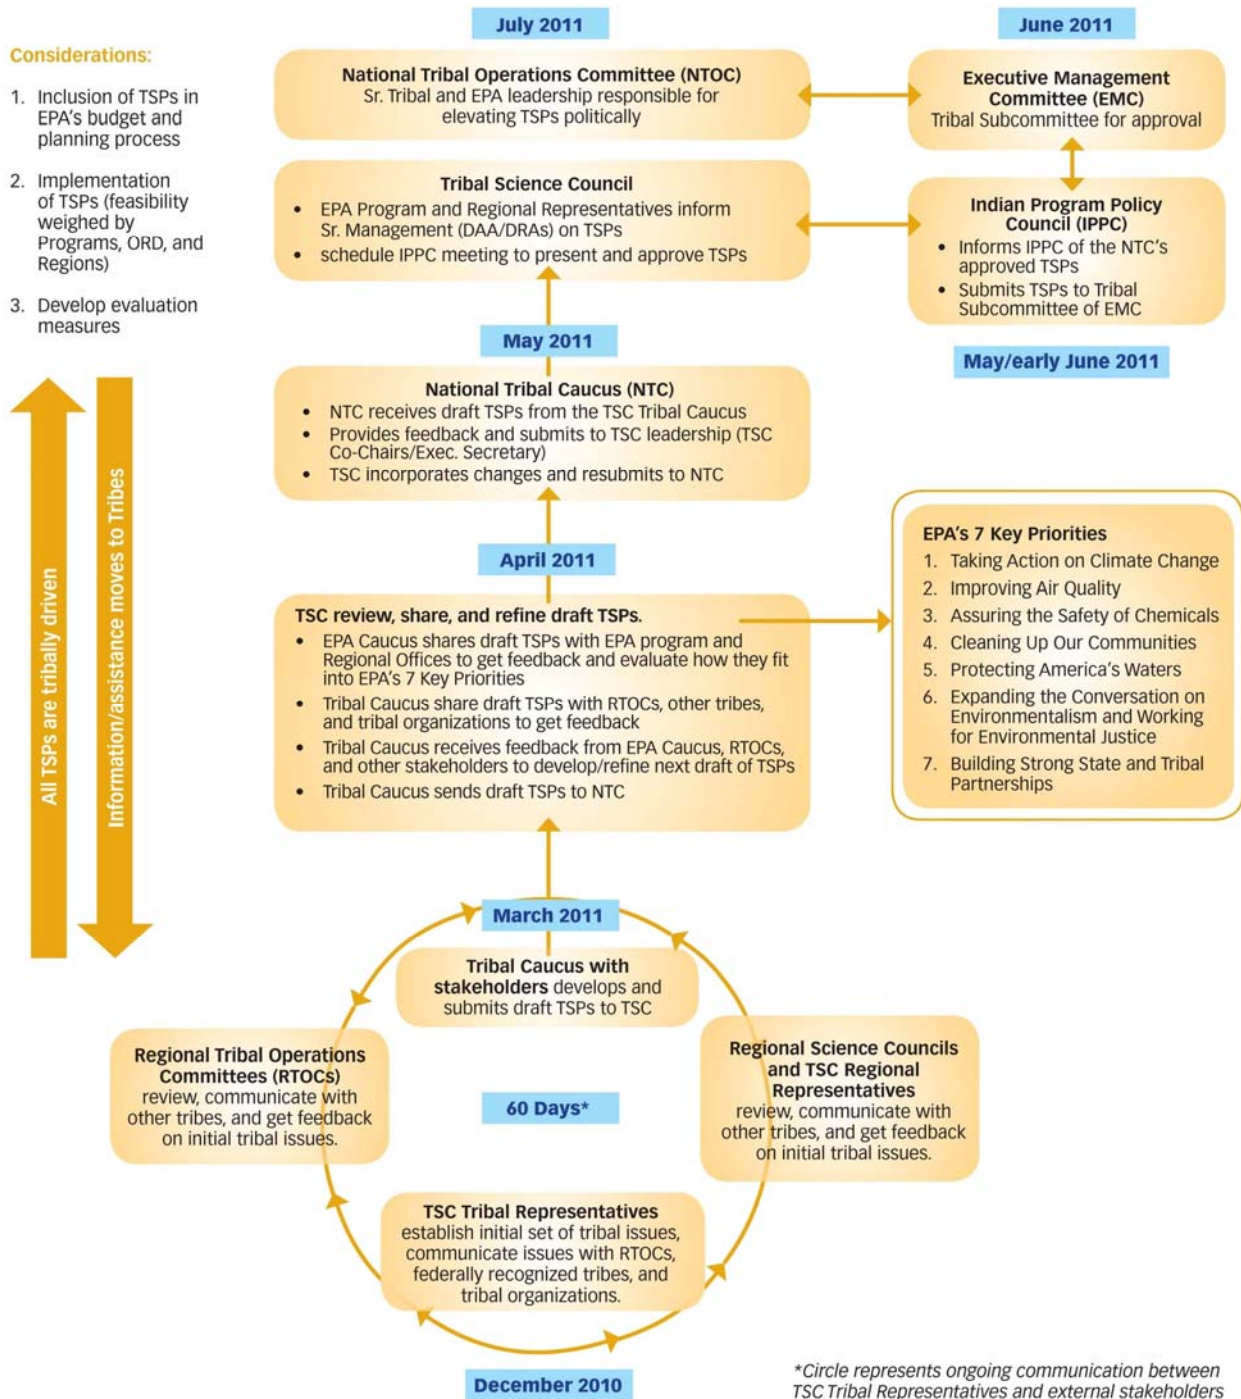 Considerations:
1. Inclusion of TSPs in
EPA's budget and
planning process
2. Implementation
of TSPs (feasibility
weighed by
Programs, ORD, and
Regions)
3. Develop evaluation
measures
All TSPs are tribally driven
Information/assistance moves to Tribes
July 2011
National Tribal Operations Committee (NTOC)
Sr. Tribal and EPA leadership responsible for
elevating TSPs politically
June 2011
Executive Management
Committee (EMC)
Tribal Subcommittee for approval
Tribal Science Council
• EPA Program and Regional Representatives inform
Sr. Management (DAA/DRAs) on TSPs
• schedule IPPC meeting to present and approve TSPs
Indian Program Policy
Council (IPPC)
• Informs IPPC of the NTC's
approved TSPs
• Submits TSPs to Tribal
Subcommittee of EMC
May/early June 2011
May 2011
National Tribal Caucus (NTC)
• NTC receives draft TSPs from the TSC Tribal Caucus
• Provides feedback and submits to TSC leadership (TSC
Co-Chairs/Exec. Secretary)
• TSC incorporates changes and resubmits to NTC
April 2011
TSC review, share, and refine draft TSPs.
• EPA Caucus shares draft TSPs with EPA program and
Regional Offices to get feedback and evaluate how they fit
into EPA's 7 Key Priorities
• Tribal Caucus share draft TSPs with RTOCs, other tribes,
and tribal organizations to get feedback
• Tribal Caucus receives feedback from EPA Caucus, RTOCs,
and other stakeholders to develop/refine next draft of TSPs
• Tribal Caucus sends draft TSPs to NTC
EPA's 7 Key Priorities
1. Taking Action on Climate Change
2. Improving Air Quality
3. Assuring the Safety of Chemicals
4. Cleaning Up Our Communities
5. Protecting America's Waters
6. Expanding the Conversation on
Environmentalism and Working
for Environmental Justice
7. Building Strong State and Tribal
Partnerships
March 2011
Tribal Caucus with
stakeholders develops and
submits draft TSPs to TSC
Regional Tribal Operations
Committees (RTOCs)
review, communicate with
other tribes, and get feedback
on initial tribal issues.
60 Days*
Regional Science Councils
and TSC Regional
Representatives
review, communicate with
other tribes, and get feedback
on initial tribal issues.
TSC Tribal Representatives
establish initial set of tribal issues,
communicate issues with RTOCs,
federally recognized tribes, and
tribal organizations.
December 2010
*Circle represents ongoing communication between
TSC Tribal Representatives and external stakeholders